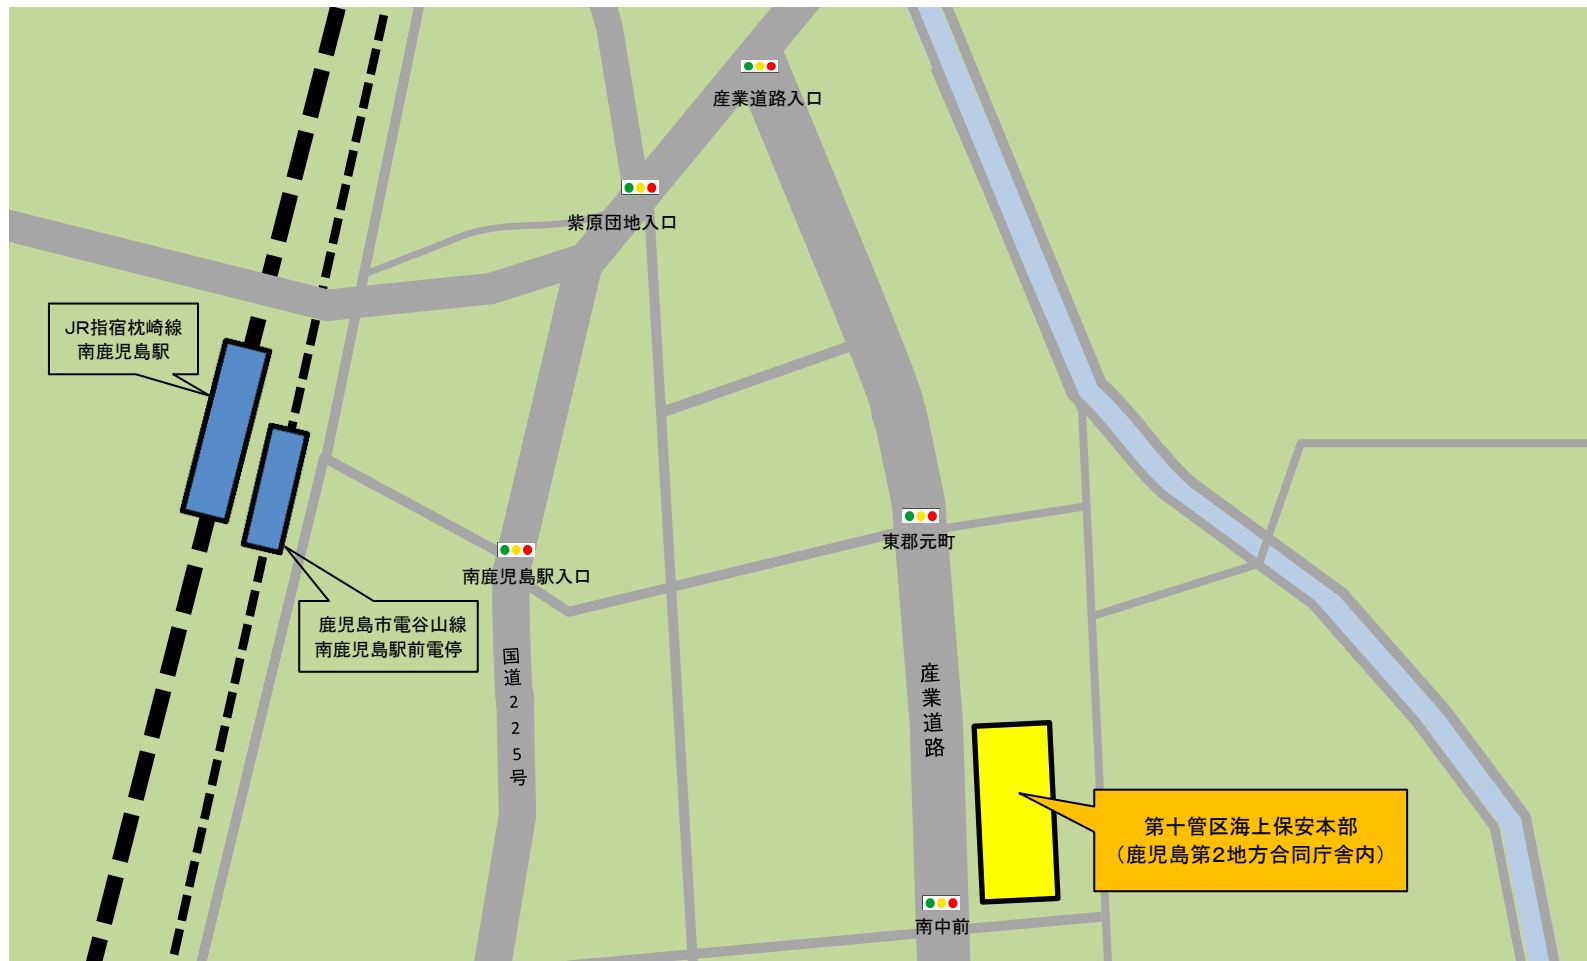 産業道路入口
紫原団地入口
JR指宿枕崎線
南鹿児島駅
東郡元町
南鹿児島駅入口
鹿児島市電谷山線
南鹿児島駅前電停
国道225号
産業道路
第十管区海上保安本部
（鹿児島第2地方合同庁舎内）
南中前